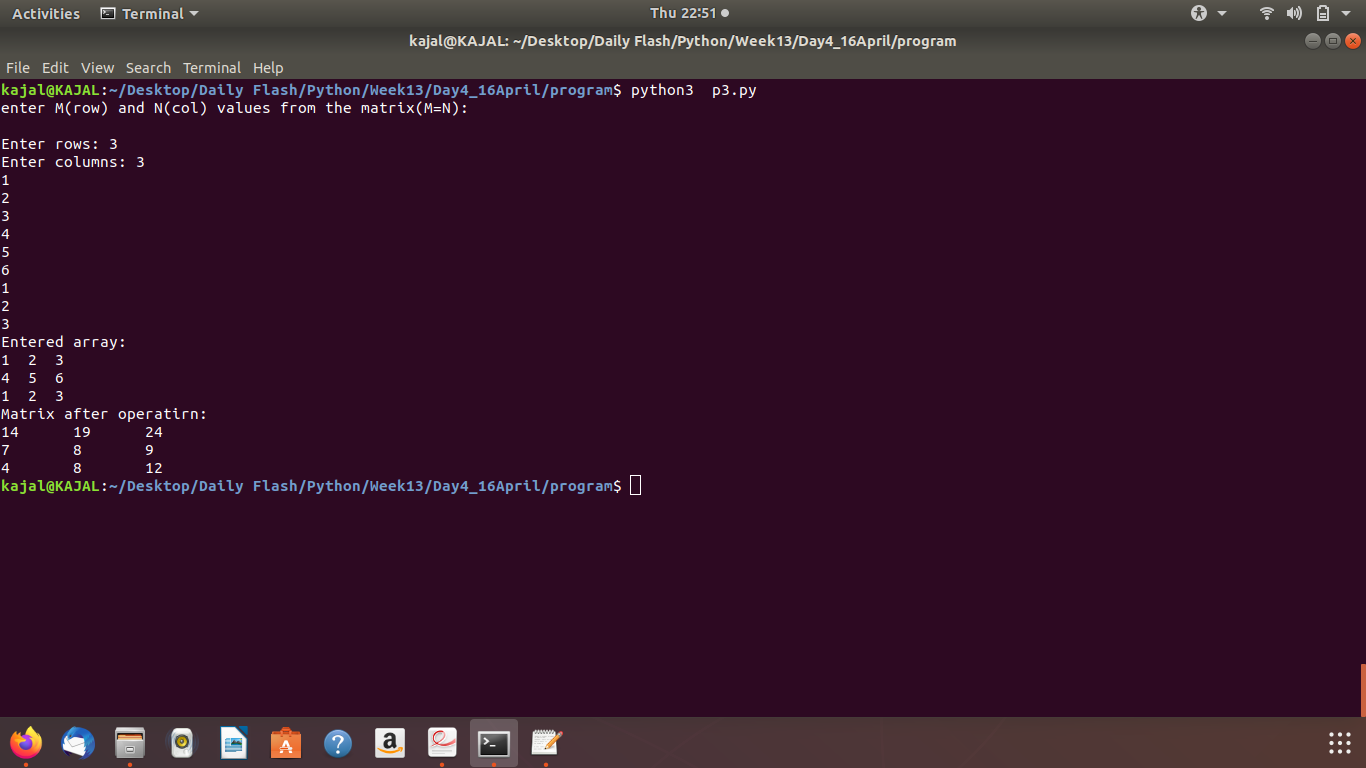 Activities Terminal Thu 22:51
kajal@KAJAL: ~/Desktop/Daily Flash/Python/Week13/Day4_16April/program
File Edit View Search Terminal Help
kajal@KAJAL:~/Desktop/Daily Flash/Python/Week13/Day4_16April/program$ python3  p3.py
enter M(row) and N(col) values from the matrix(M=N):
Enter rows: 3
Enter columns: 3
1
2
3
4
5
6
1
2
3
Entered array:
1  2  3
4  5  6
1  2  3
Matrix after operatirn:
14      19      24
7       8       9
4       8       12
kajal@KAJAL:~/Desktop/Daily Flash/Python/Week13/Day4_16April/program$